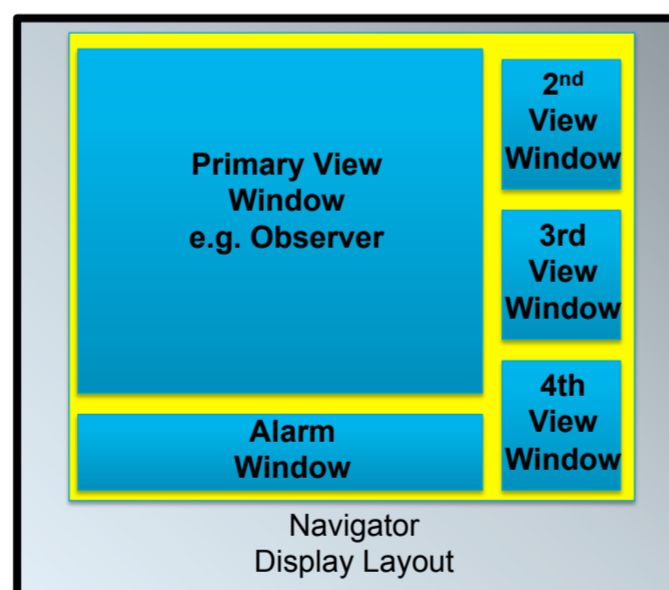 Primary View
Window
e.g. Observer
2nd
View
Window
3rd
View
Window
4th
View
Window
Alarm
Window
Navigator
Display Layout